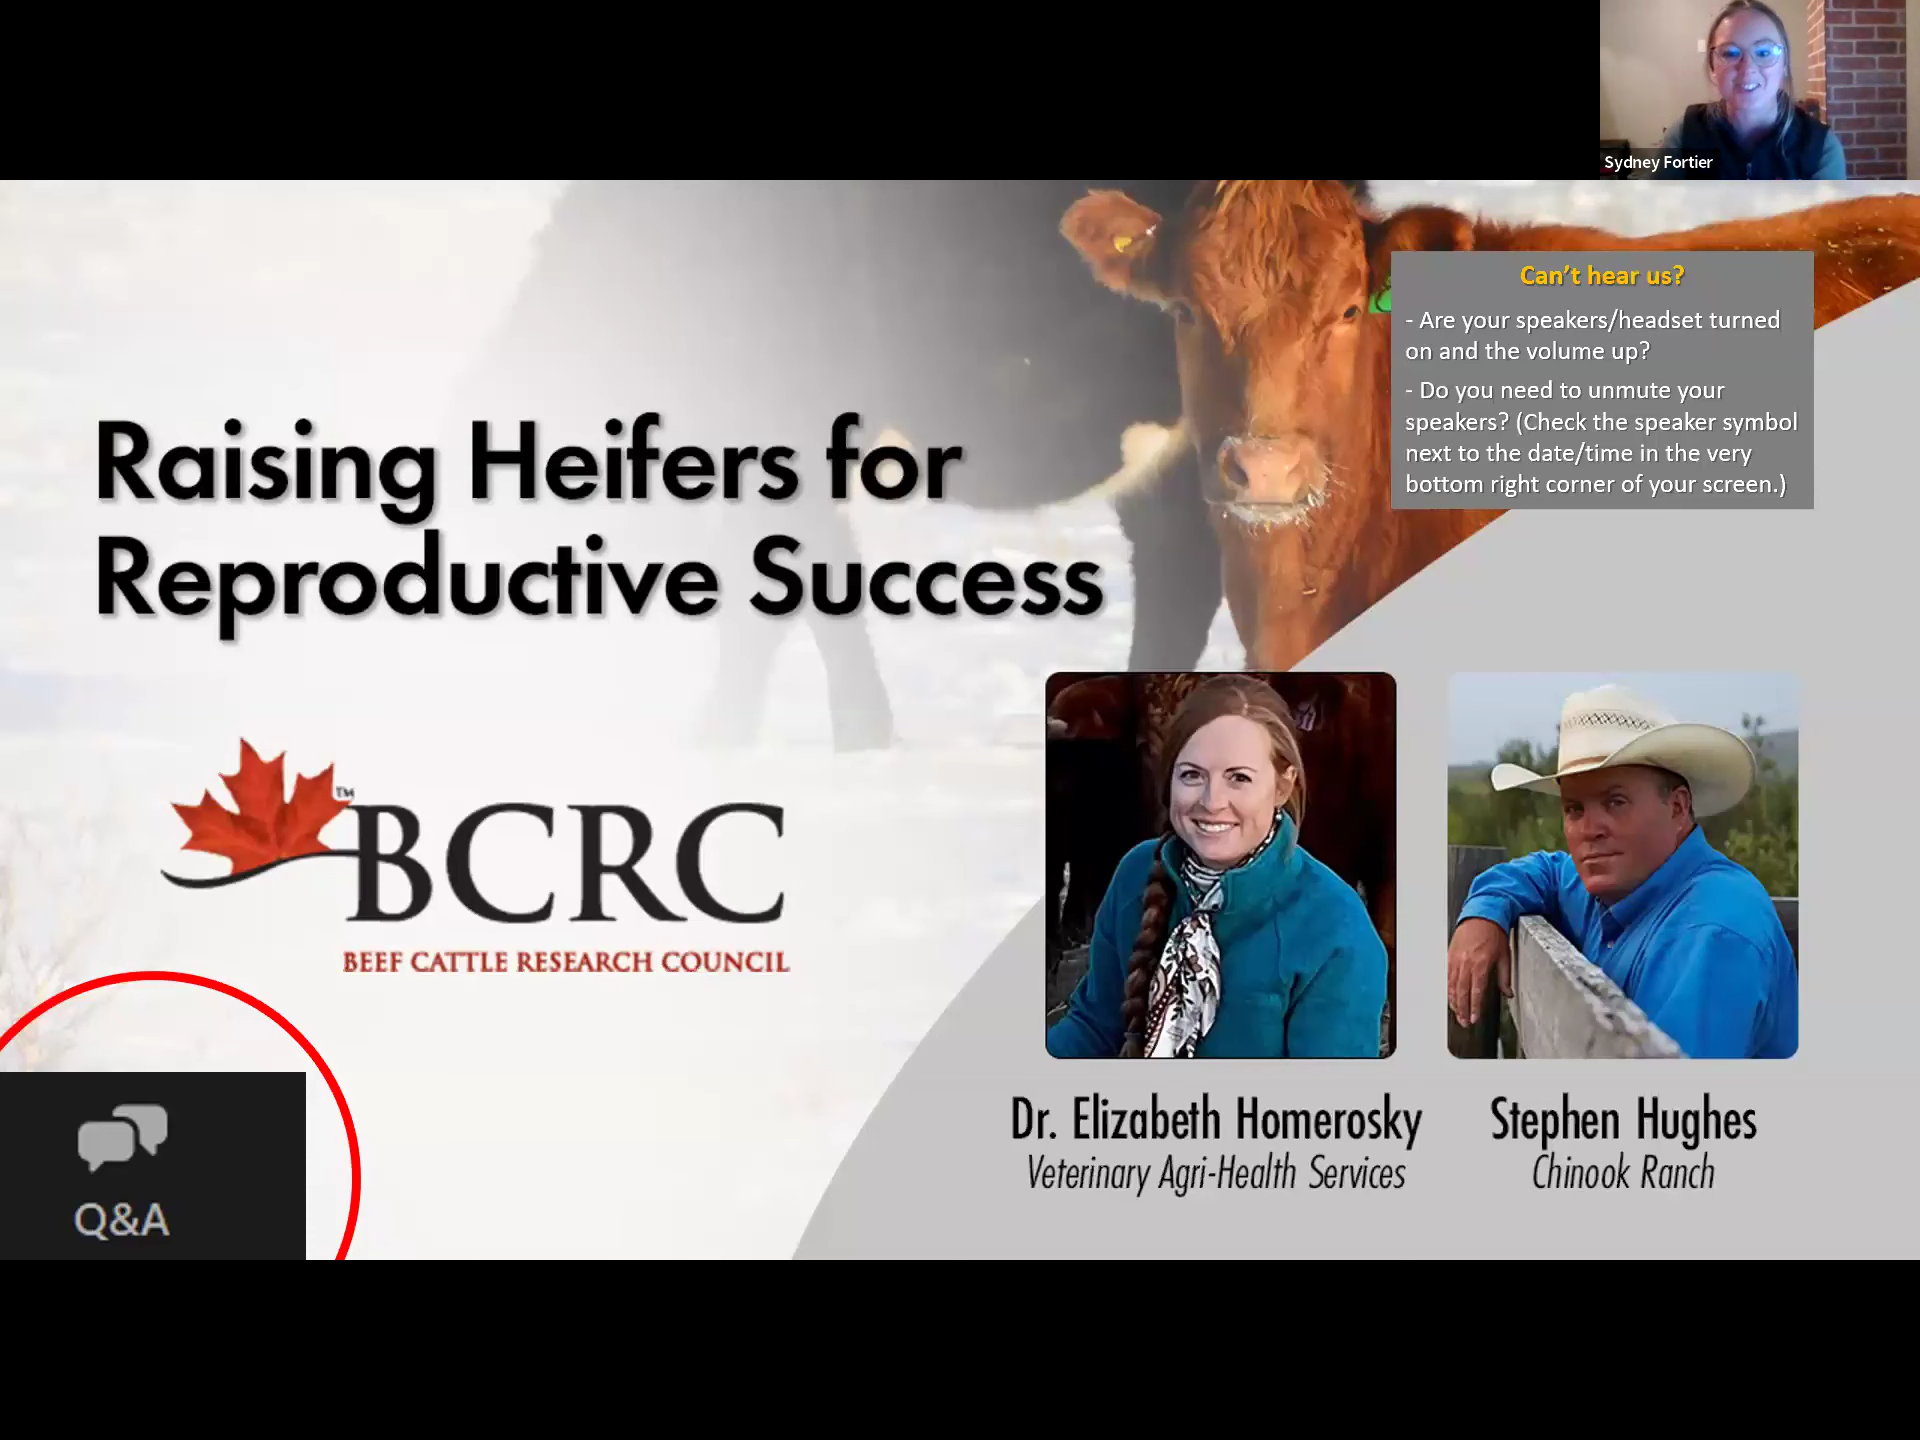 Sydney Fortier
Can't hear us?
- Are your speakers/headset turned
on and the volume up?
- Do you need to unmute your
speakers? (Check the speaker symbol
next to the date/time in the very
bottom right corner of your screen.)
Raising Heifers for
Reproductive Success
TM
BCRC
BEEF CATTLE RESEARCH COUNCIL
Dr. Elizabeth Homerosky
Veterinary Agri-Health Services
Stephen Hughes
Chinook Ranch
Q&A